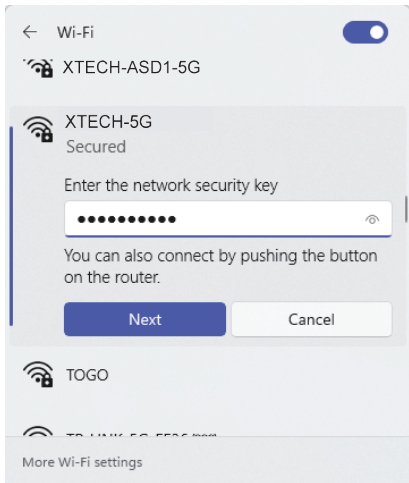 Wi-Fi
XTECH-ASD1-5G
XTECH-5G
Secured
Enter the network security key
●●●●●●●●●●
You can also connect by pushing the button
on the router.
Next
Cancel
TOGO
More Wi-Fi settings